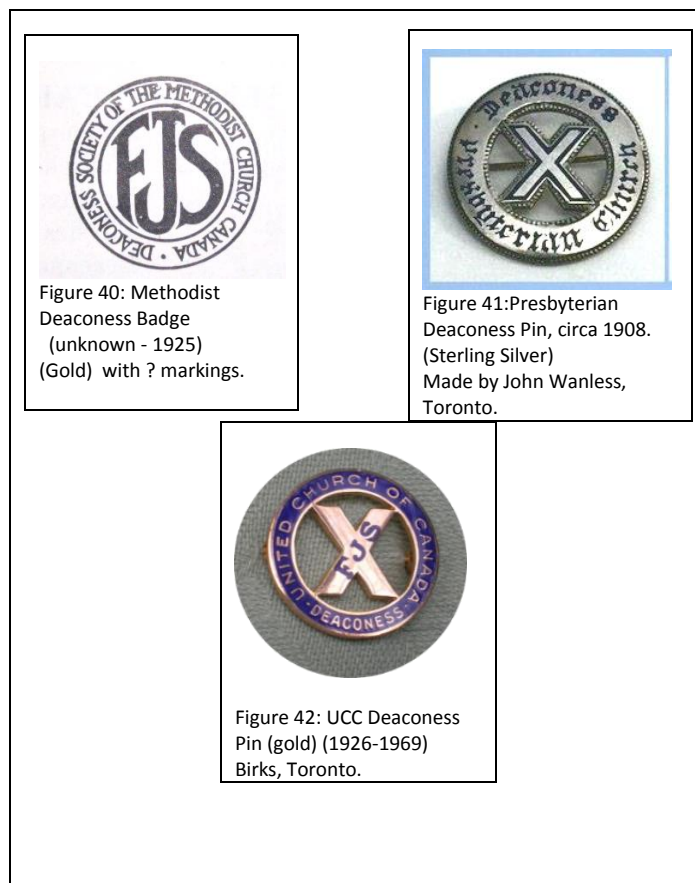 DEACONESS SOCIETY OF THE METHODIST CHURCH CANADA ·
FJS
Figure 40: Methodist
Deaconess Badge
(unknown - 1925)
(Gold) with ? markings.
· Deaconess ·
Presbyterian Church
X
Figure 41:Presbyterian
Deaconess Pin, circa 1908.
(Sterling Silver)
Made by John Wanless,
Toronto.
UNITED CHURCH OF CANADA
· DEACONESS ·
X
FJS
Figure 42: UCC Deaconess
Pin (gold) (1926-1969)
Birks, Toronto.